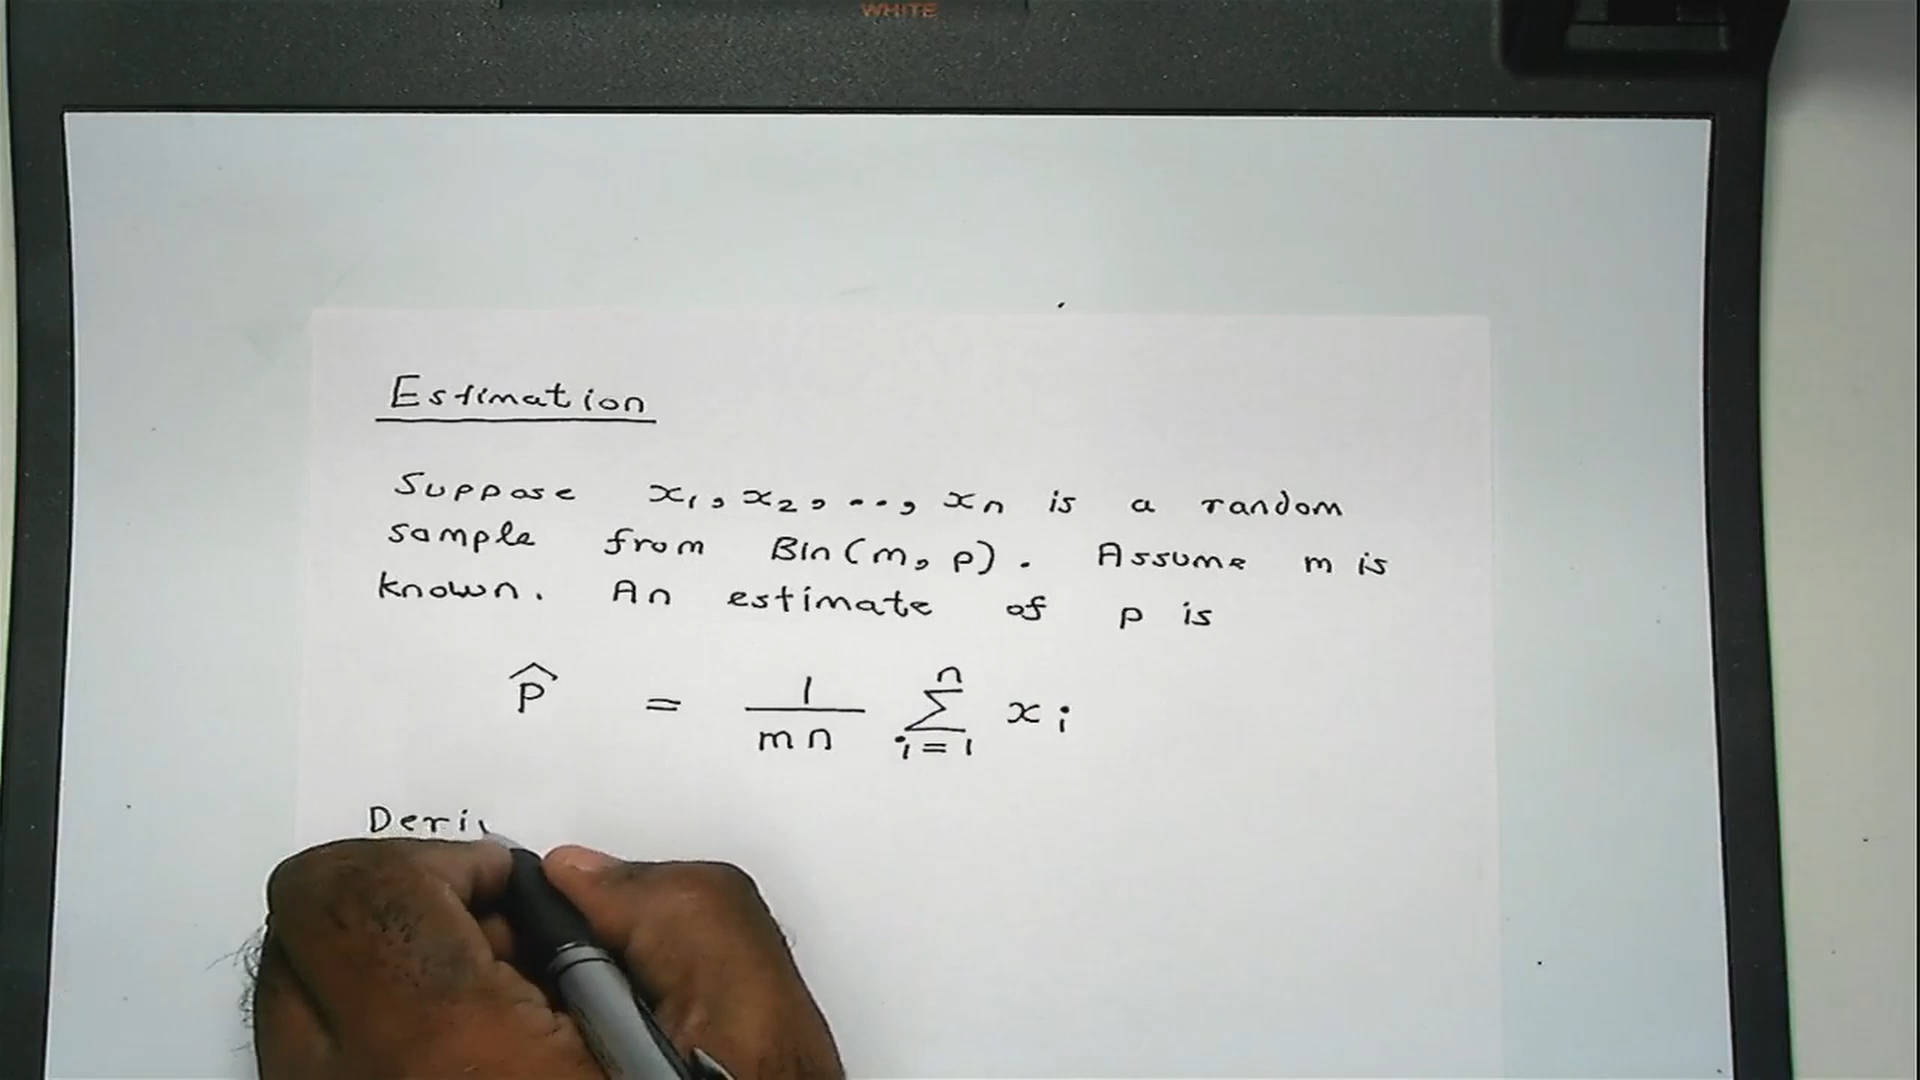 WHITE
Estimation
Suppose x₁, x₂, ..., xₙ is a random
sample from Bin(m, p). Assume m is
known. An estimate of p is
p̂ = 1/(mn) ∑ᵢ₌₁ⁿ xᵢ